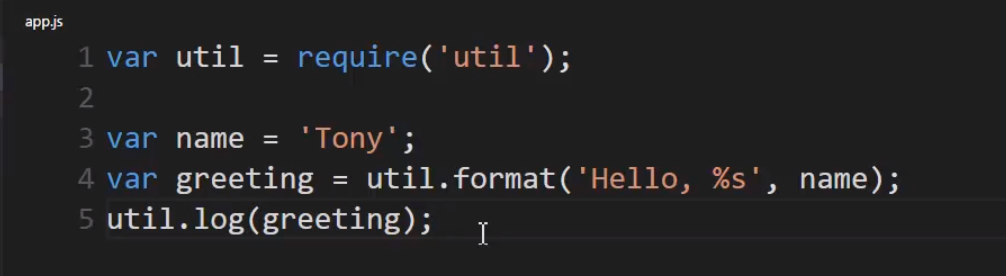 app.js
1 var util = require('util');
2
3 var name = 'Tony';
4 var greeting = util.format('Hello, %s', name);
5 util.log(greeting);